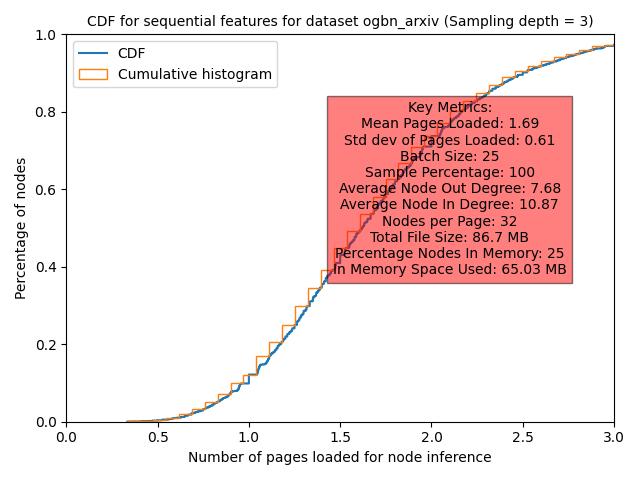 CDF for sequential features for dataset ogbn_arxiv (Sampling depth = 3)
CDF
Cumulative histogram
Key Metrics:
Mean Pages Loaded: 1.69
Std dev of Pages Loaded: 0.61
Batch Size: 25
Sample Percentage: 100
Average Node Out Degree: 7.68
Average Node In Degree: 10.87
Nodes per Page: 32
Total File Size: 86.7 MB
Percentage Nodes In Memory: 25
In Memory Space Used: 65.03 MB
Percentage of nodes
1.0
0.8
0.6
0.4
0.2
0.0
0.0 0.5 1.0 1.5 2.0 2.5 3.0
Number of pages loaded for node inference